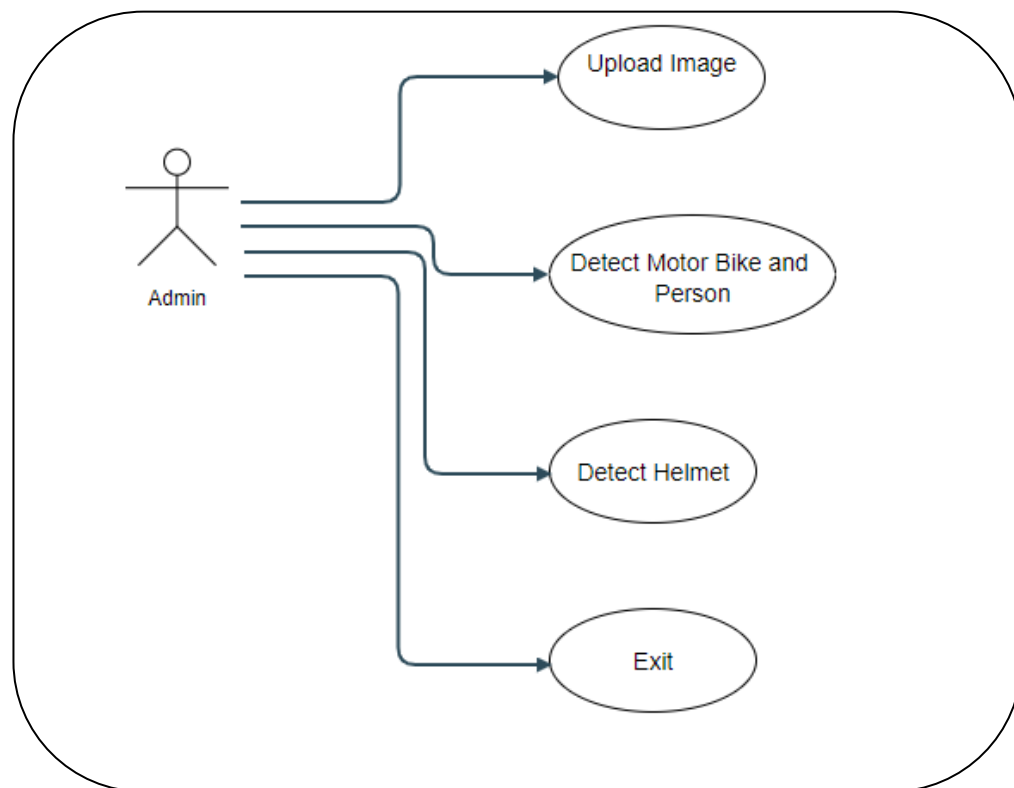 Upload Image
Admin
Detect Motor Bike and
Person
Detect Helmet
Exit